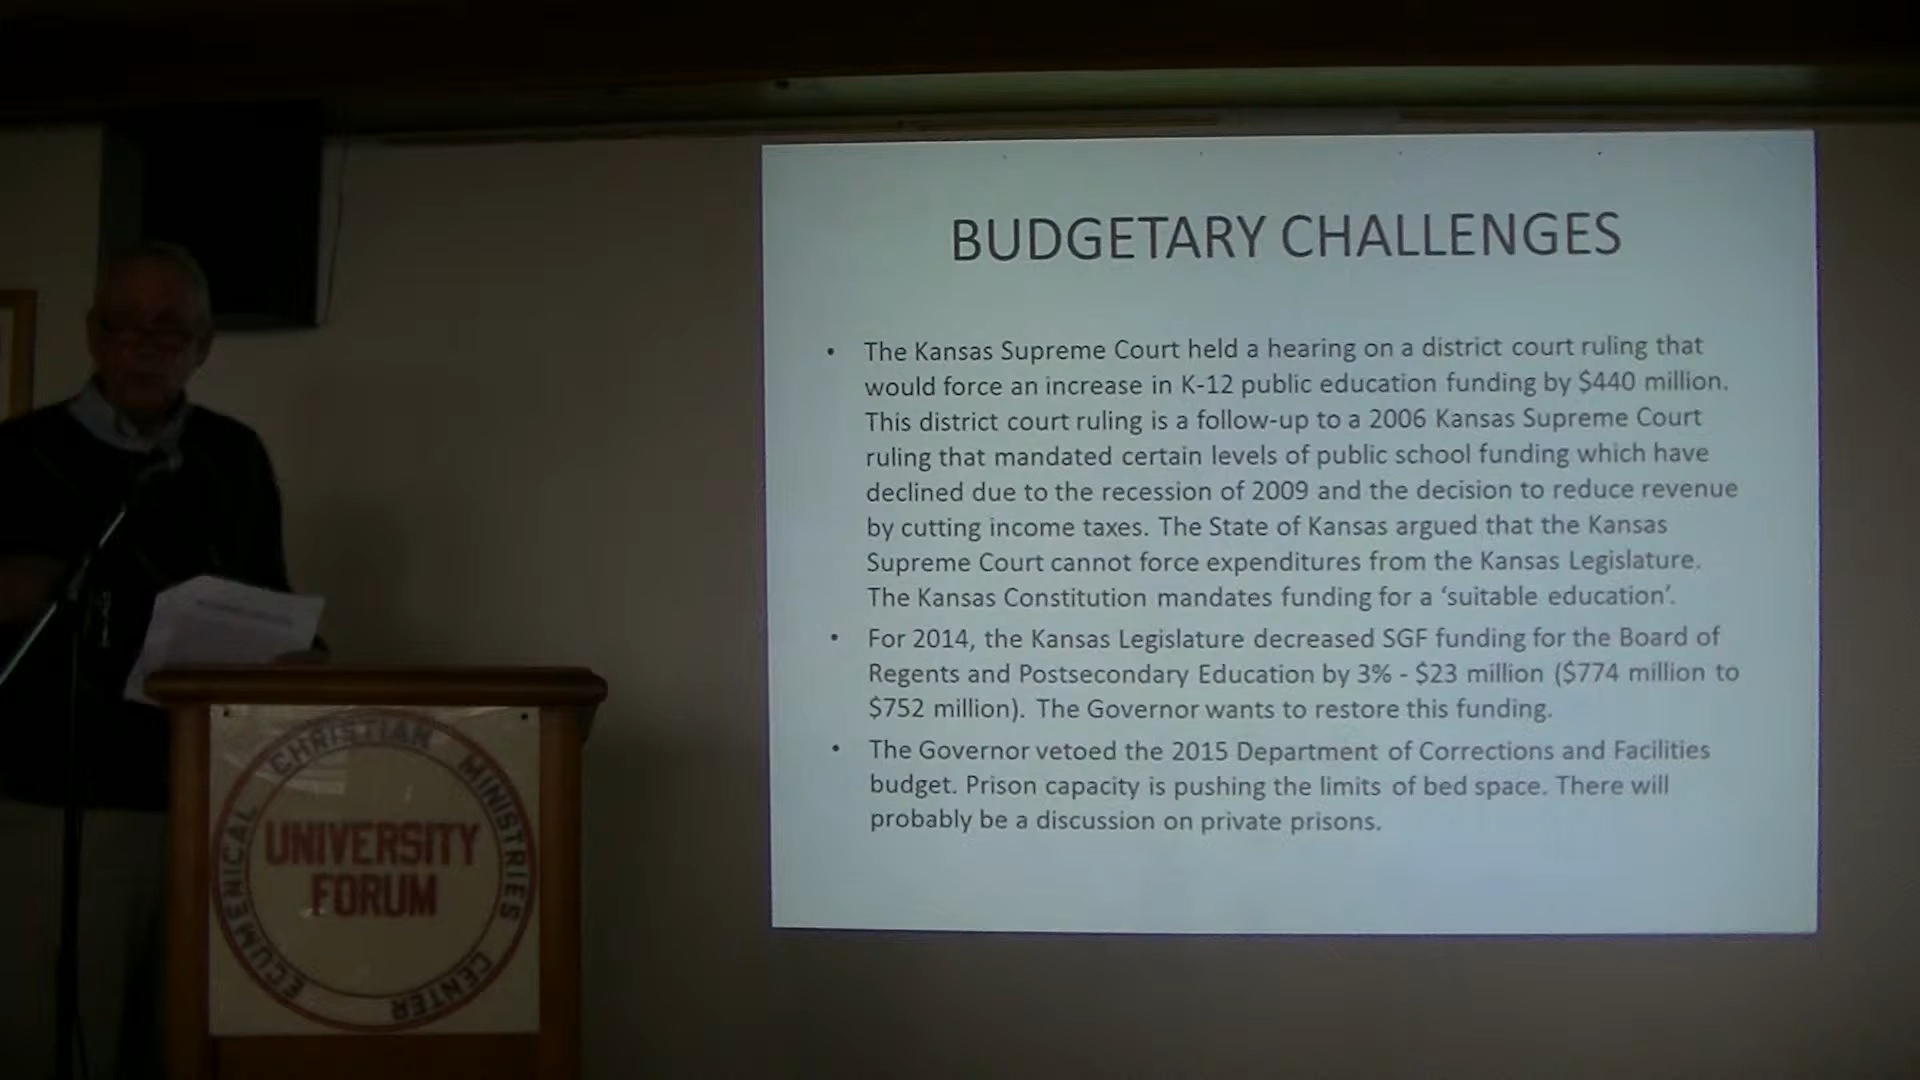 BUDGETARY CHALLENGES
• The Kansas Supreme Court held a hearing on a district court ruling that
would force an increase in K-12 public education funding by $440 million.
This district court ruling is a follow-up to a 2006 Kansas Supreme Court
ruling that mandated certain levels of public school funding which have
declined due to the recession of 2009 and the decision to reduce revenue
by cutting income taxes. The State of Kansas argued that the Kansas
Supreme Court cannot force expenditures from the Kansas Legislature.
The Kansas Constitution mandates funding for a ‘suitable education’.
• For 2014, the Kansas Legislature decreased SGF funding for the Board of
Regents and Postsecondary Education by 3% - $23 million ($774 million to
$752 million). The Governor wants to restore this funding.
• The Governor vetoed the 2015 Department of Corrections and Facilities
budget. Prison capacity is pushing the limits of bed space. There will
probably be a discussion on private prisons.
ECUMENICAL CHRISTIAN MINISTRIES CENTER
UNIVERSITY
FORUM